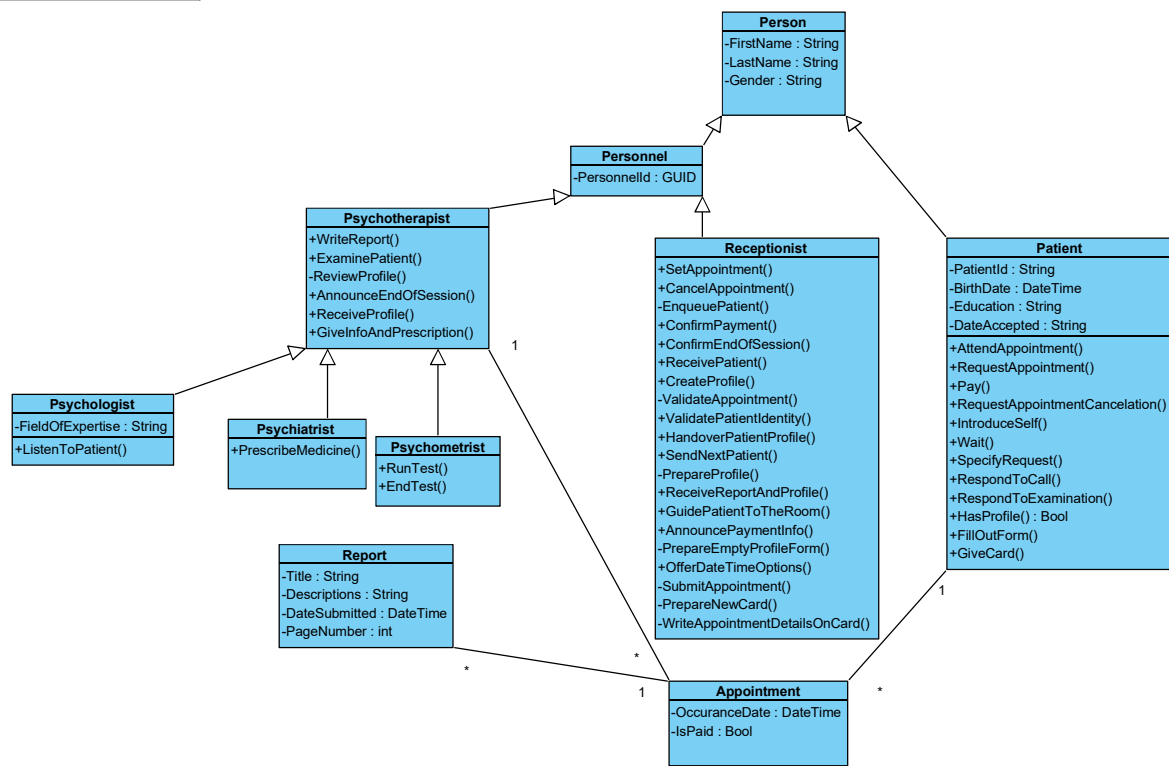 Person
-FirstName : String
-LastName : String
-Gender : String
Personnel
-PersonnelId : GUID
Psychotherapist
+WriteReport()
+ExaminePatient()
-ReviewProfile()
+AnnounceEndOfSession()
+ReceiveProfile()
+GiveInfoAndPrescription()
Receptionist
+SetAppointment()
+CancelAppointment()
-EnqueuePatient()
+ConfirmPayment()
+ConfirmEndOfSession()
+ReceivePatient()
+CreateProfile()
-ValidateAppointment()
+ValidatePatientIdentity()
+HandoverPatientProfile()
+SendNextPatient()
-PrepareProfile()
+ReceiveReportAndProfile()
+GuidePatientToTheRoom()
+AnnouncePaymentInfo()
-PrepareEmptyProfileForm()
+OfferDateTimeOptions()
-SubmitAppointment()
-PrepareNewCard()
-WriteAppointmentDetailsOnCard()
Patient
-PatientId : String
-BirthDate : DateTime
-Education : String
-DateAccepted : String
+AttendAppointment()
+RequestAppointment()
+Pay()
+RequestAppointmentCancelation()
+IntroduceSelf()
+Wait()
+SpecifyRequest()
+RespondToCall()
+RespondToExamination()
+HasProfile() : Bool
+FillOutForm()
+GiveCard()
1
Psychologist
-FieldOfExpertise : String
+ListenToPatient()
Psychiatrist
+PrescribeMedicine()
Psychometrist
+RunTest()
+EndTest()
Report
-Title : String
-Descriptions : String
-DateSubmitted : DateTime
-PageNumber : int
1
*
*
1
*
Appointment
-OccuranceDate : DateTime
-IsPaid : Bool